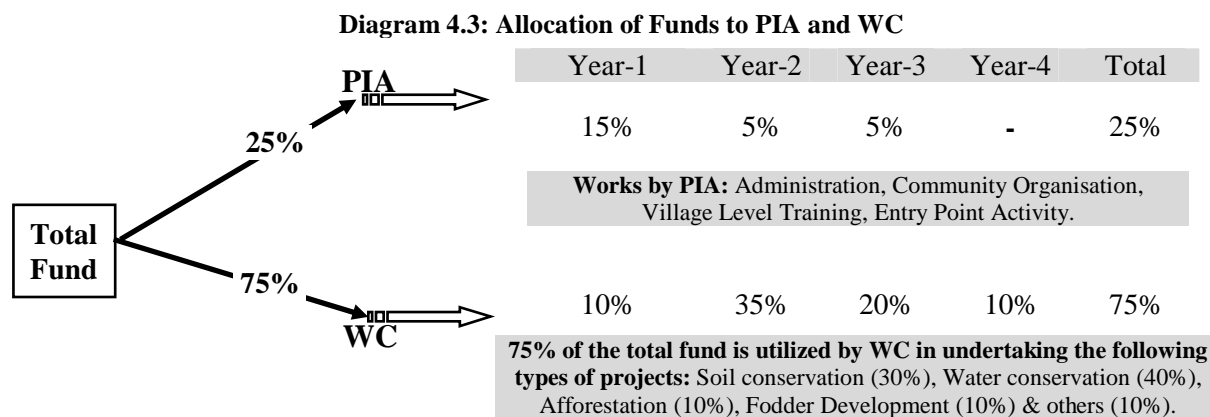 Diagram 4.3: Allocation of Funds to PIA and WC
Year-1 Year-2 Year-3 Year-4 Total
PIA
15% 5% 5% - 25%
25%
Works by PIA: Administration, Community Organisation,
Village Level Training, Entry Point Activity.
Total
Fund
75%
10% 35% 20% 10% 75%
WC
75% of the total fund is utilized by WC in undertaking the following
types of projects: Soil conservation (30%), Water conservation (40%),
Afforestation (10%), Fodder Development (10%) & others (10%).